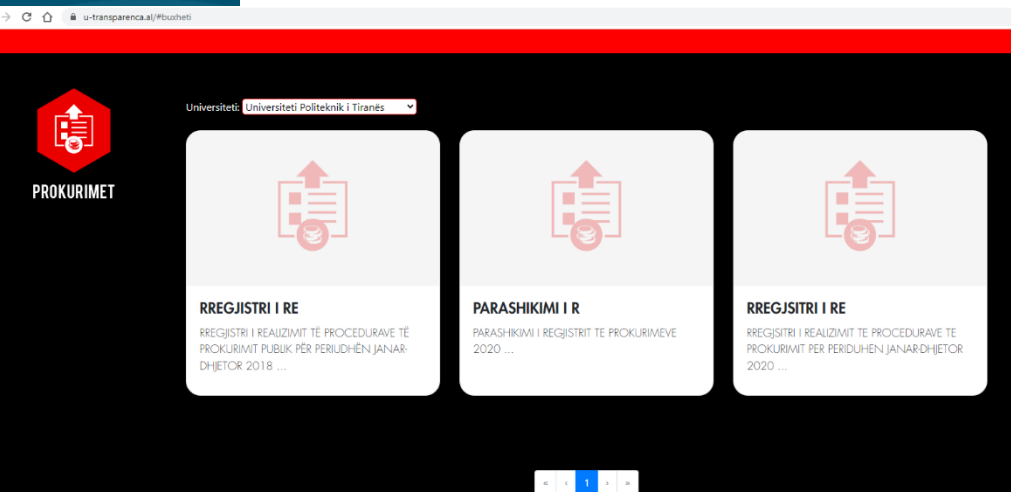 u-transparenca.al/#buxheti
PROKURIMET
Universiteti: Universiteti Politeknik i Tiranës
RREGJISTRI I RE
RREGJISTRI I REALIZIMIT TË PROCEDURAVE TË
PROKURIMIT PUBLIK PËR PERIUDHËN JANAR-
DHJETOR 2018 ...
PARASHIKIMI I R
PARASHIKIMI I REGJISTRIT TE PROKURIMEVE
2020 ...
RREGJSITRI I RE
RREGJSITRI I REALIZIMIT TE PROCEDURAVE TE
PROKURIMIT PER PERIDUHEN JANAR-DHJETOR
2020 ...
« ‹ 1 › »